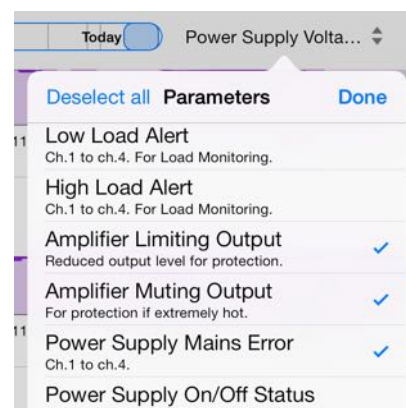 Today Power Supply Volta...
Deselect all Parameters Done
11
Low Load Alert
Ch.1 to ch.4. For Load Monitoring.
High Load Alert
Ch.1 to ch.4. For Load Monitoring.
Amplifier Limiting Output
Reduced output level for protection.
Amplifier Muting Output
For protection if extremely hot.
11
Power Supply Mains Error
Ch.1 to ch.4.
Power Supply On/Off Status